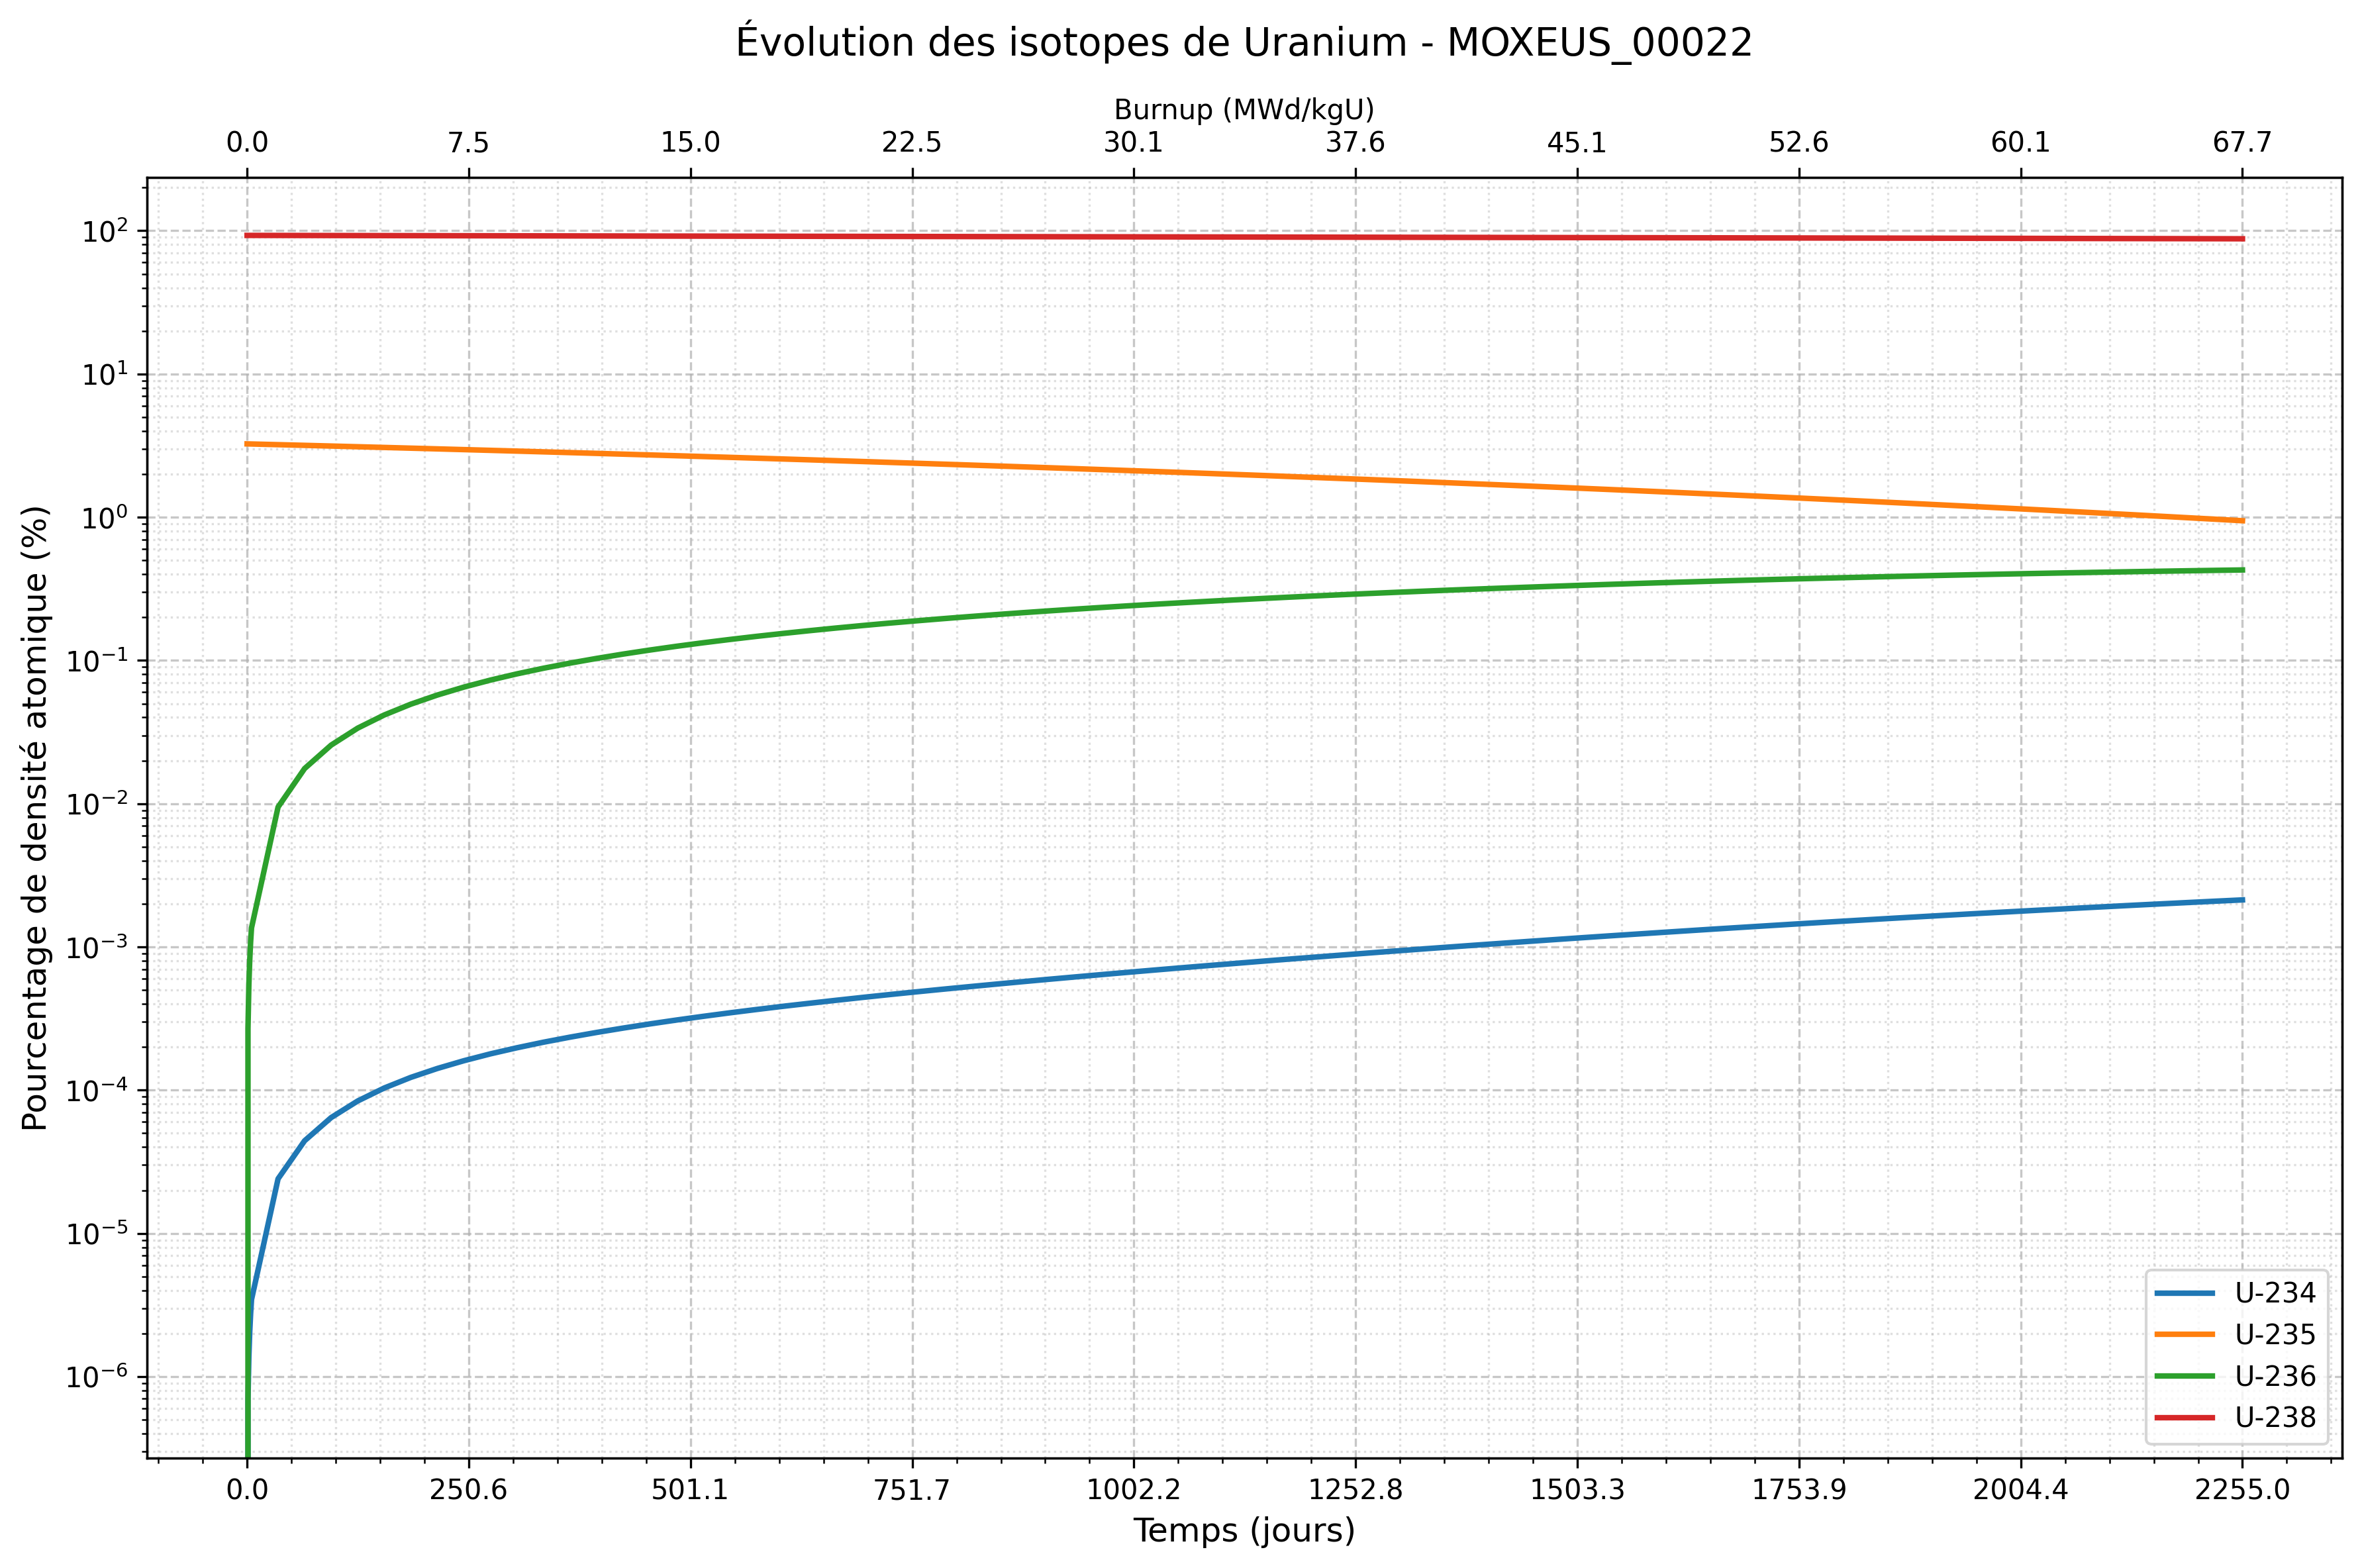 Évolution des isotopes de Uranium - MOXEUS_00022
Burnup (MWd/kgU)
0.0 7.5 15.0 22.5 30.1 37.6 45.1 52.6 60.1 67.7
Pourcentage de densité atomique (%)
10²
10¹
10⁰
10⁻¹
10⁻²
10⁻³
10⁻⁴
10⁻⁵
10⁻⁶
U-234
U-235
U-236
U-238
0.0 250.6 501.1 751.7 1002.2 1252.8 1503.3 1753.9 2004.4 2255.0
Temps (jours)